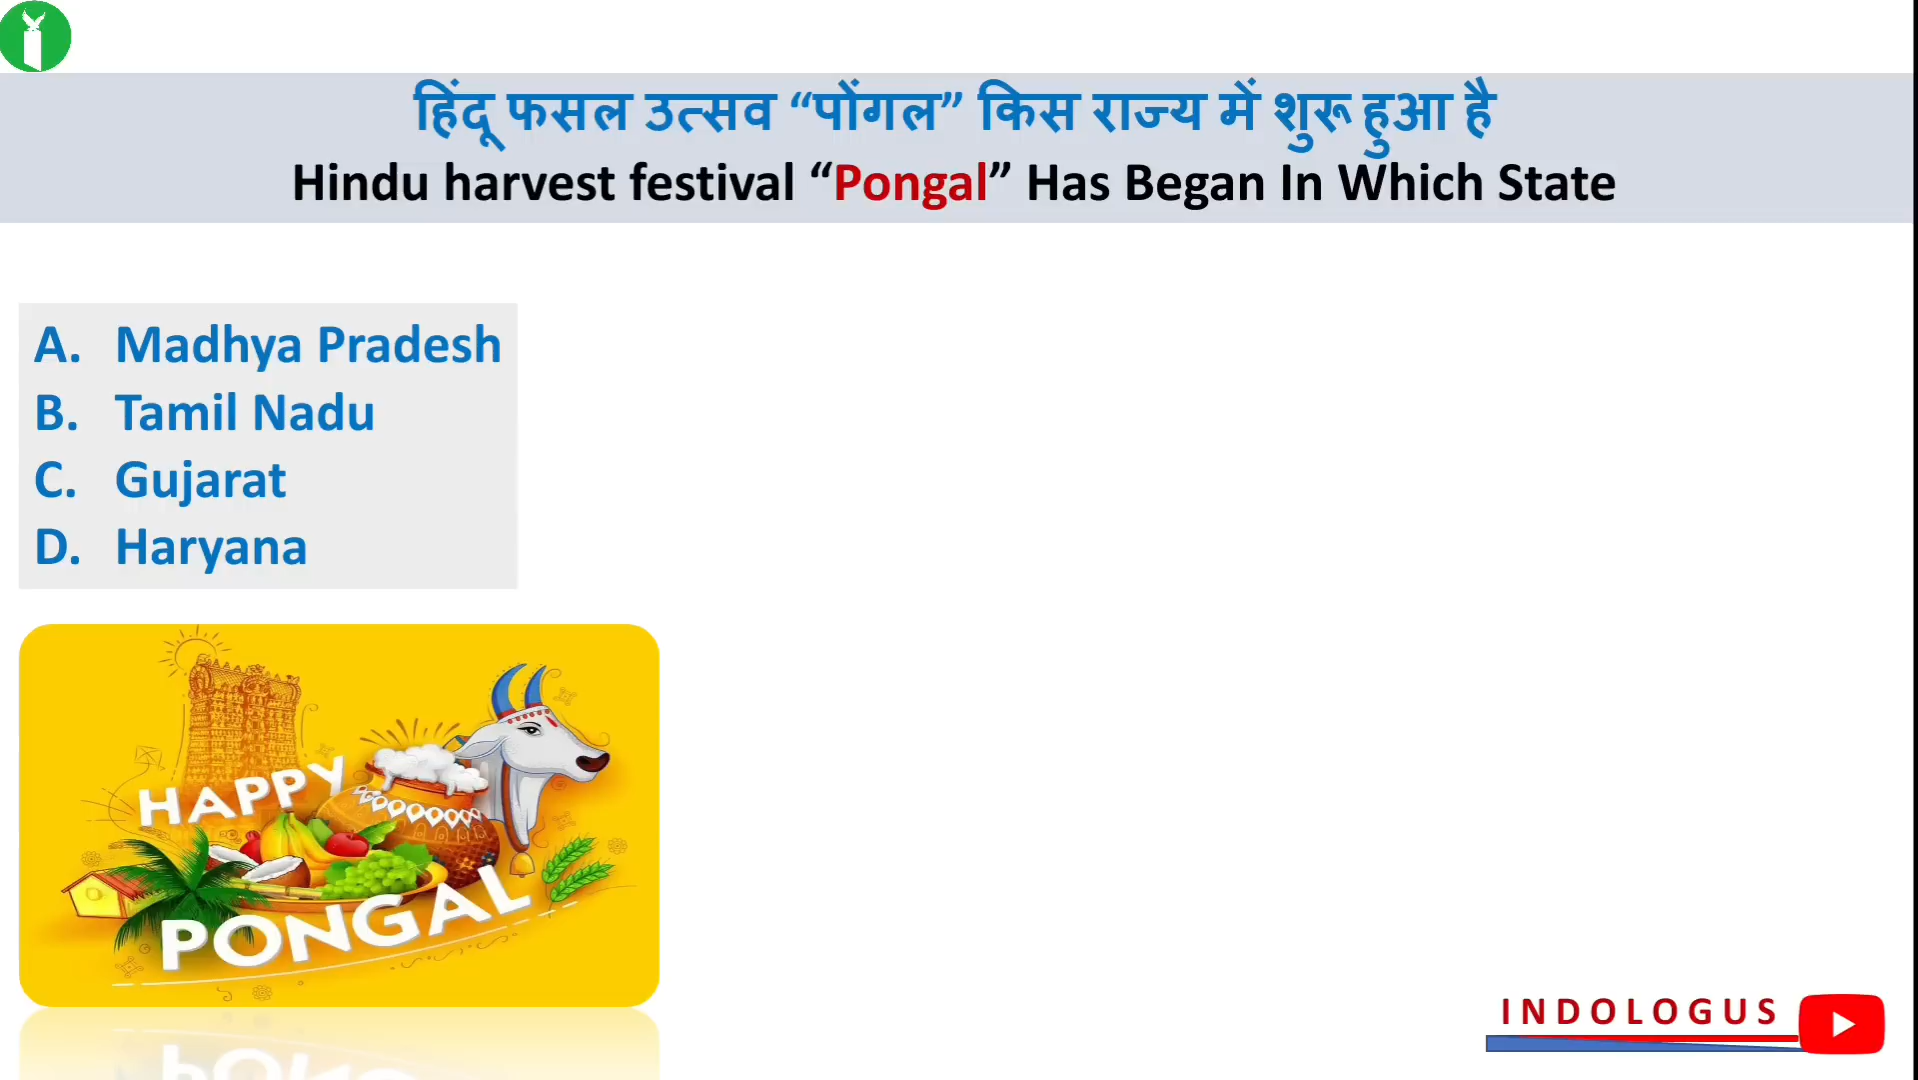 हिंदू फसल उत्सव “पोंगल” किस राज्य में शुरू हुआ है
Hindu harvest festival “Pongal” Has Began In Which State
A. Madhya Pradesh
B. Tamil Nadu
C. Gujarat
D. Haryana
HAPPY
PONGAL
INDOLOGUS